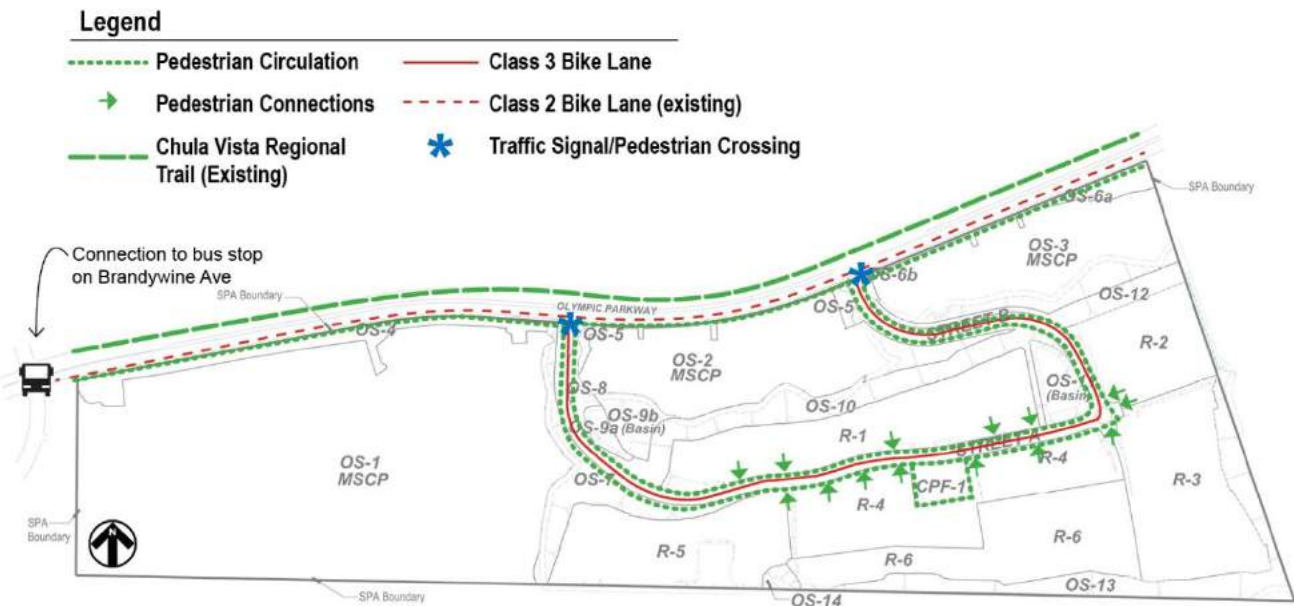 Legend
Pedestrian Circulation
Class 3 Bike Lane
Pedestrian Connections
Class 2 Bike Lane (existing)
Chula Vista Regional
Trail (Existing)
Traffic Signal/Pedestrian Crossing
SPA Boundary
OS-6a
Connection to bus stop
on Brandywine Ave
OS-3
MSCP
OS-6b
SPA Boundary
OLYMPIC PARKWAY
OS-12
OS-5
OS-4
OS-5
STREET B
R-2
OS-2
MSCP
OS-8
OS-7
(Basin)
OS-10
OS-9b
(Basin)
OS-9a
R-1
STREET A
R-4
OS-1
MSCP
OS-7
CPF-1
R-3
R-4
SPA
Boundary
N
R-5
R-6
R-6
OS-13
SPA Boundary
OS-14